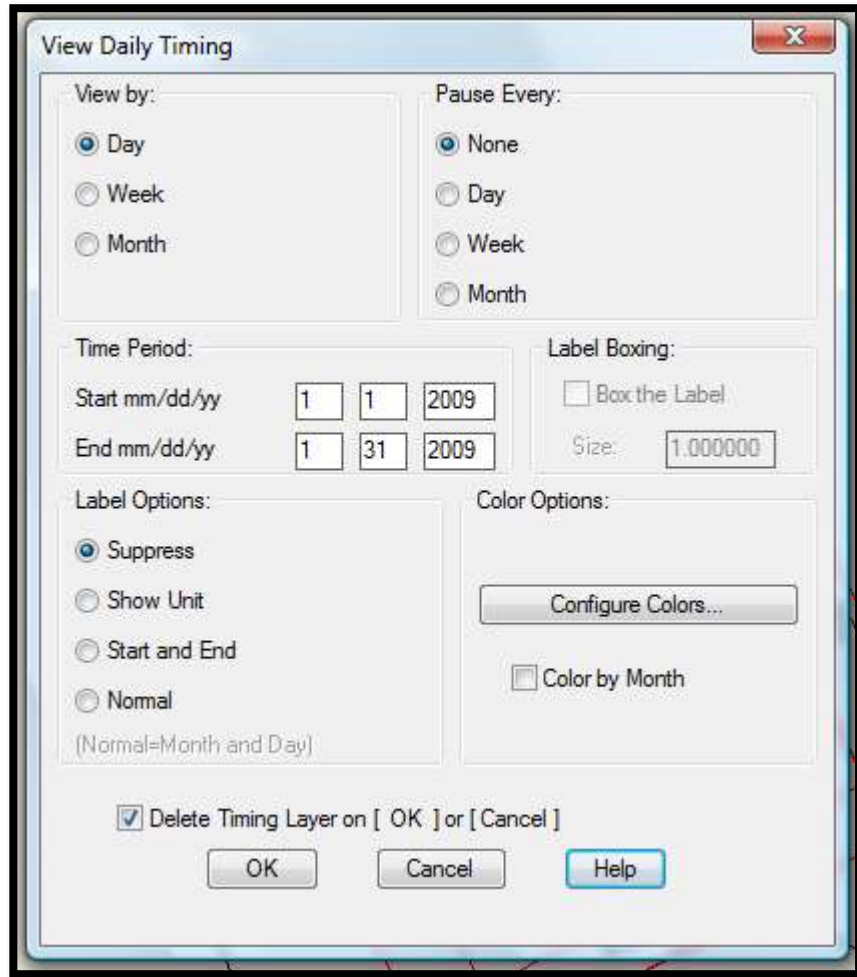 View Daily Timing
View by:
Day
Week
Month
Pause Every:
None
Day
Week
Month
Time Period:
Start mm/dd/yy 1 1 2009
End mm/dd/yy 1 31 2009
Label Boxing:
Box the Label
Size: 1.000000
Label Options:
Suppress
Show Unit
Start and End
Normal
(Normal=Month and Day)
Color Options:
Configure Colors...
Color by Month
Delete Timing Layer on [ OK ] or [ Cancel ]
OK Cancel Help